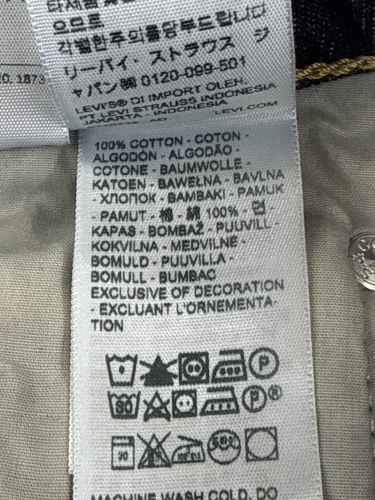 각별한주의를당부드립니다
リーバイ・ストラウス ジ
ャパン㈱0120-099-501
LEVI'S® DI IMPORT OLEH:
PT LEVI STRAUSS INDONESIA
JAKARTA - INDONESIA
LEVI.COM
20, 1873
100% COTTON - COTON -
ALGODÓN - ALGODÃO -
COTONE - BAUMWOLLE -
KATOEN - BAWEŁNA - BAVLNA
- ХЛОПОК - BAMBAKI - PAMUK
- PAMUT - 棉 - 綿 100% - 면 -
KAPAS - BOMBAŽ - PUUVILL -
KOKVILNA - MEDVILNĖ -
BOMULD - PUUVILLA -
BOMULL - BUMBAC
EXCLUSIVE OF DECORATION
- EXCLUANT L'ORNEMENTA-
TION
MACHINE WASH COLD, DO